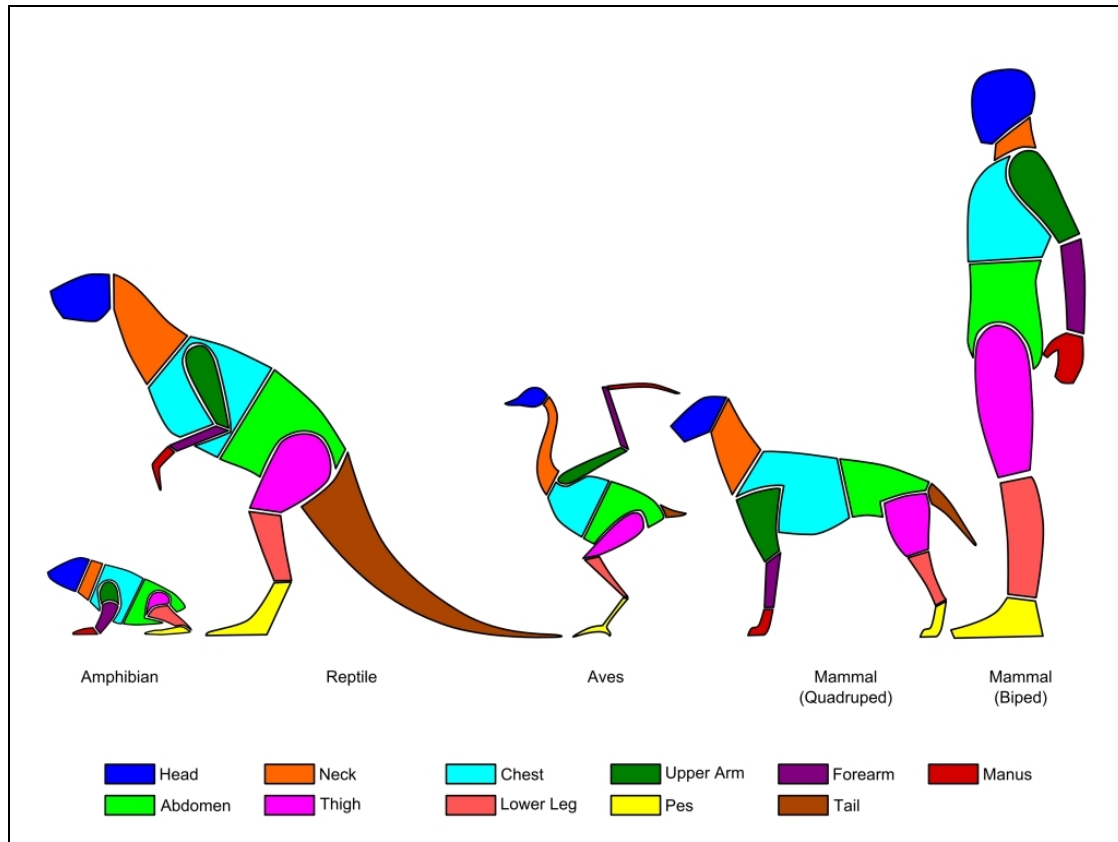 Amphibian
Reptile
Aves
Mammal
(Quadruped)
Mammal
(Biped)
Head
Neck
Chest
Upper Arm
Forearm
Manus
Abdomen
Thigh
Lower Leg
Pes
Tail